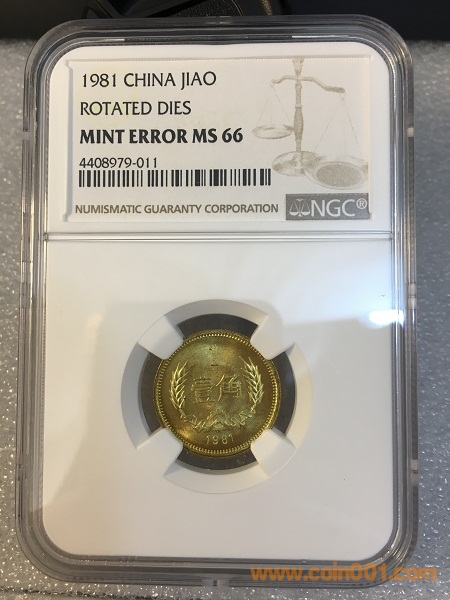 1981 CHINA JIAO
ROTATED DIES
MINT ERROR MS 66
4408979-011
NUMISMATIC GUARANTY CORPORATION
NGC®
壹角
1981
www.coin001.com